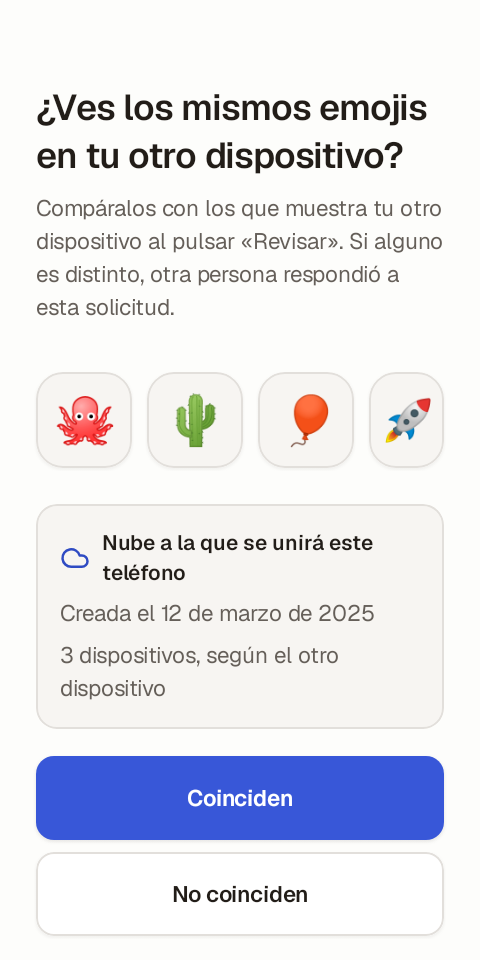 ¿Ves los mismos emojis
en tu otro dispositivo?
Compáralos con los que muestra tu otro
dispositivo al pulsar «Revisar». Si alguno
es distinto, otra persona respondió a
esta solicitud.
Nube a la que se unirá este
teléfono
Creada el 12 de marzo de 2025
3 dispositivos, según el otro
dispositivo
Coinciden
No coinciden